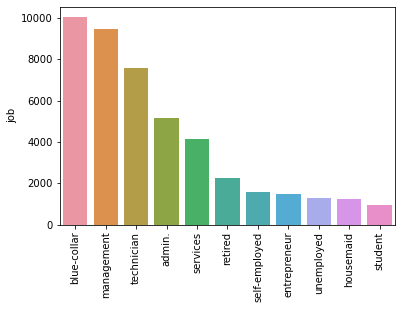 10000
8000
6000
4000
2000
0
job
blue-collar
management
technician
admin.
services
retired
self-employed
entrepreneur
unemployed
housemaid
student